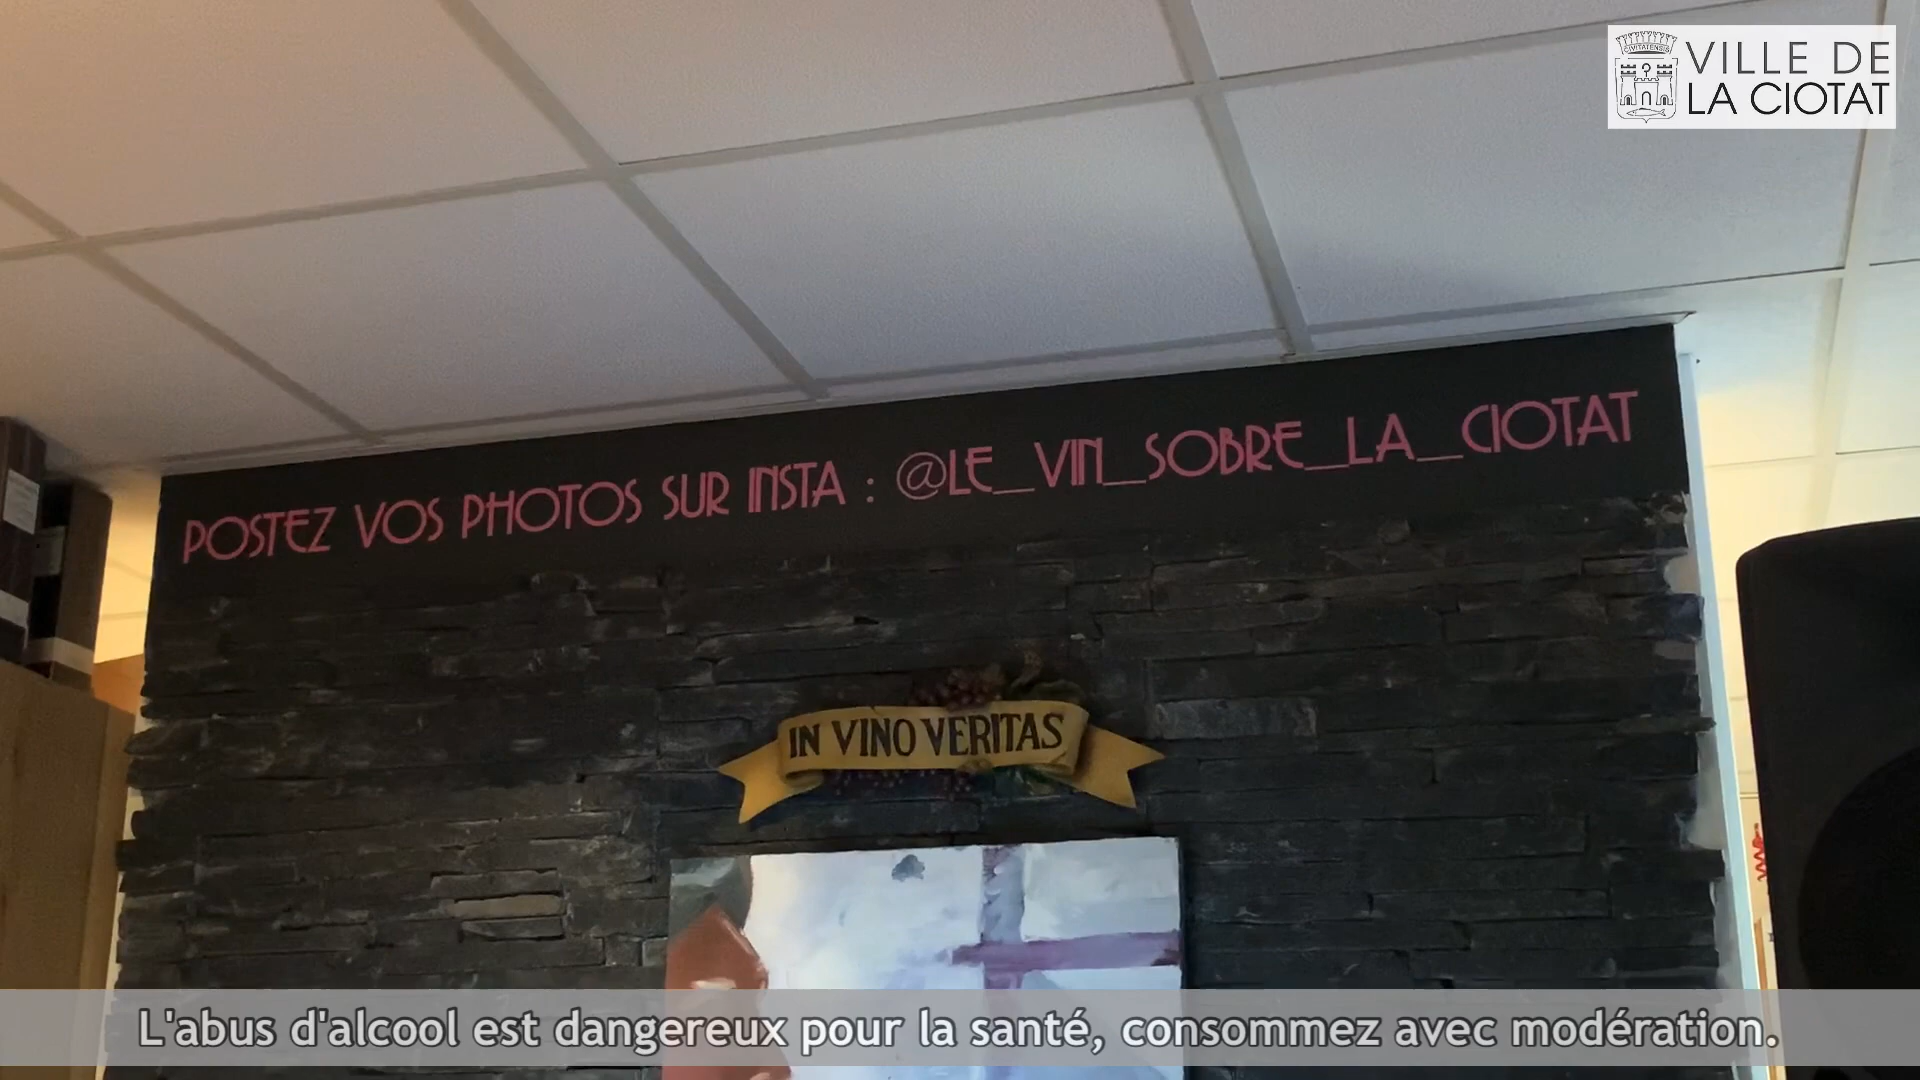 CIVITATENSIS
VILLE DE
LA CIOTAT
POSTEZ VOS PHOTOS SUR INSTA : @LE_VIN_SOBRE_LA_CIOTAT
IN VINO VERITAS
L'abus d'alcool est dangereux pour la santé, consommez avec modération.